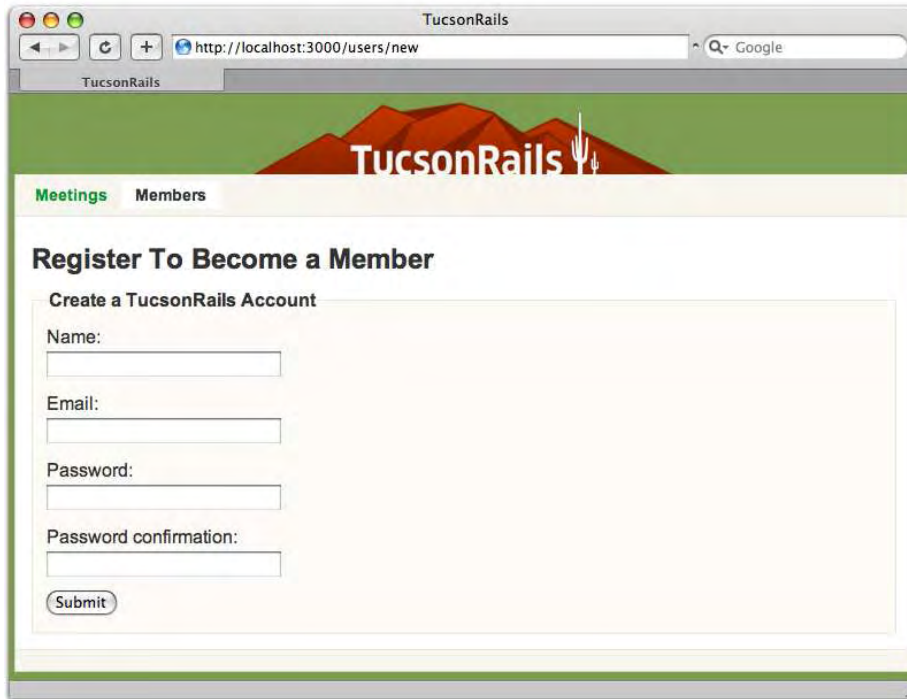 TucsonRails
http://localhost:3000/users/new
Google
TucsonRails
TucsonRails
Meetings Members
Register To Become a Member
Create a TucsonRails Account
Name:
Email:
Password:
Password confirmation:
Submit